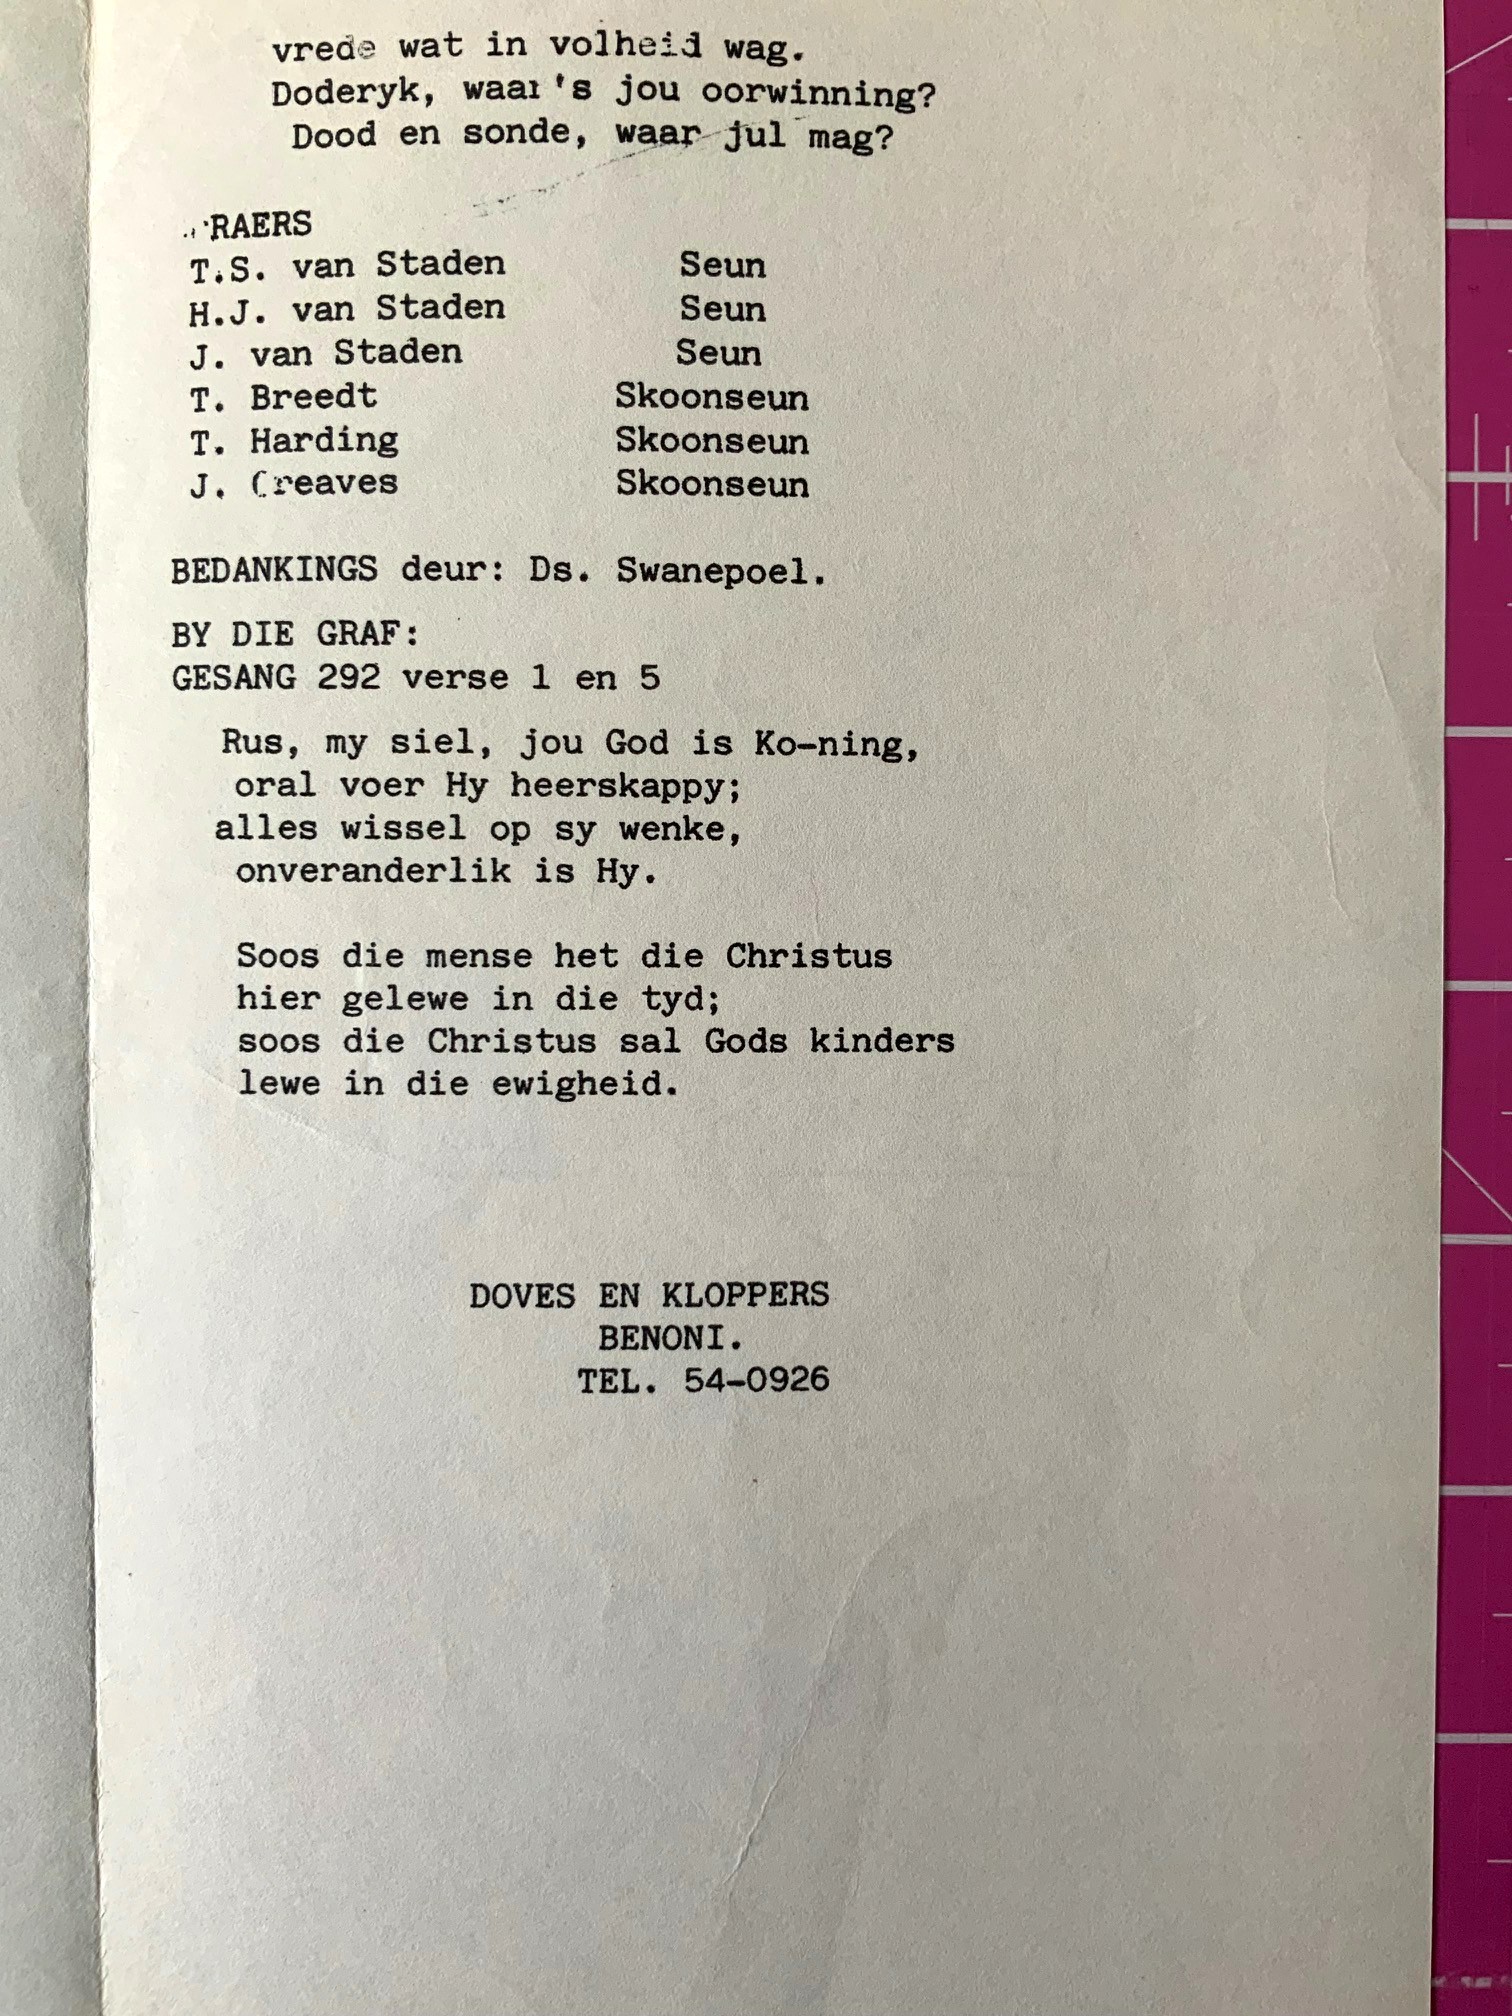 vrede wat in volheid wag.
Doderyk, waar's jou oorwinning?
Dood en sonde, waar jul mag?
T.S. van Staden Seun
H.J. van Staden Seun
J. van Staden Seun
T. Breedt Skoonseun
T. Harding Skoonseun
J. Greaves Skoonseun
BEDANKINGS deur: Ds. Swanepoel.
BY DIE GRAF:
GESANG 292 verse 1 en 5
Rus, my siel, jou God is Ko-ning,
oral voer Hy heerskappy;
alles wissel op sy wenke,
onveranderlik is Hy.
Soos die mense het die Christus
hier gelewe in die tyd;
soos die Christus sal Gods kinders
lewe in die ewigheid.
DOVES EN KLOPPERS
BENONI.
TEL. 54-0926